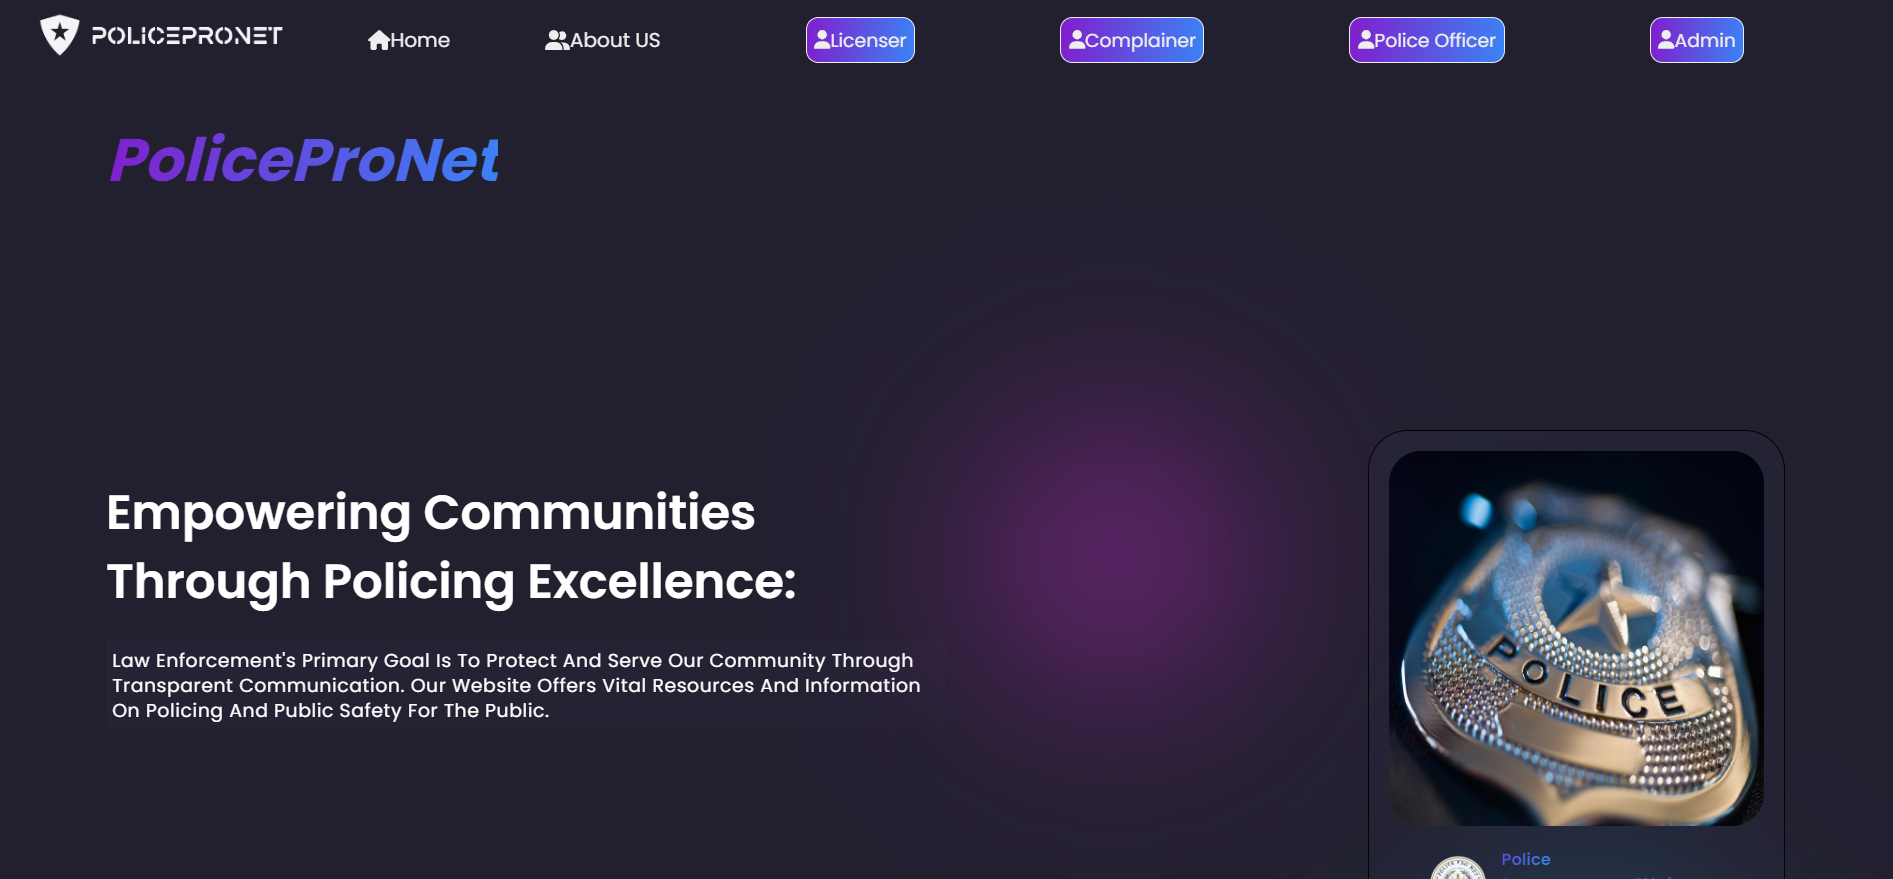 POLICEPRONET
Home
About US
Licenser
Complainer
Police Officer
Admin
PoliceProNet
Empowering Communities
Through Policing Excellence:
Law Enforcement's Primary Goal Is To Protect And Serve Our Community Through
Transparent Communication. Our Website Offers Vital Resources And Information
On Policing And Public Safety For The Public.
POLICE
Police